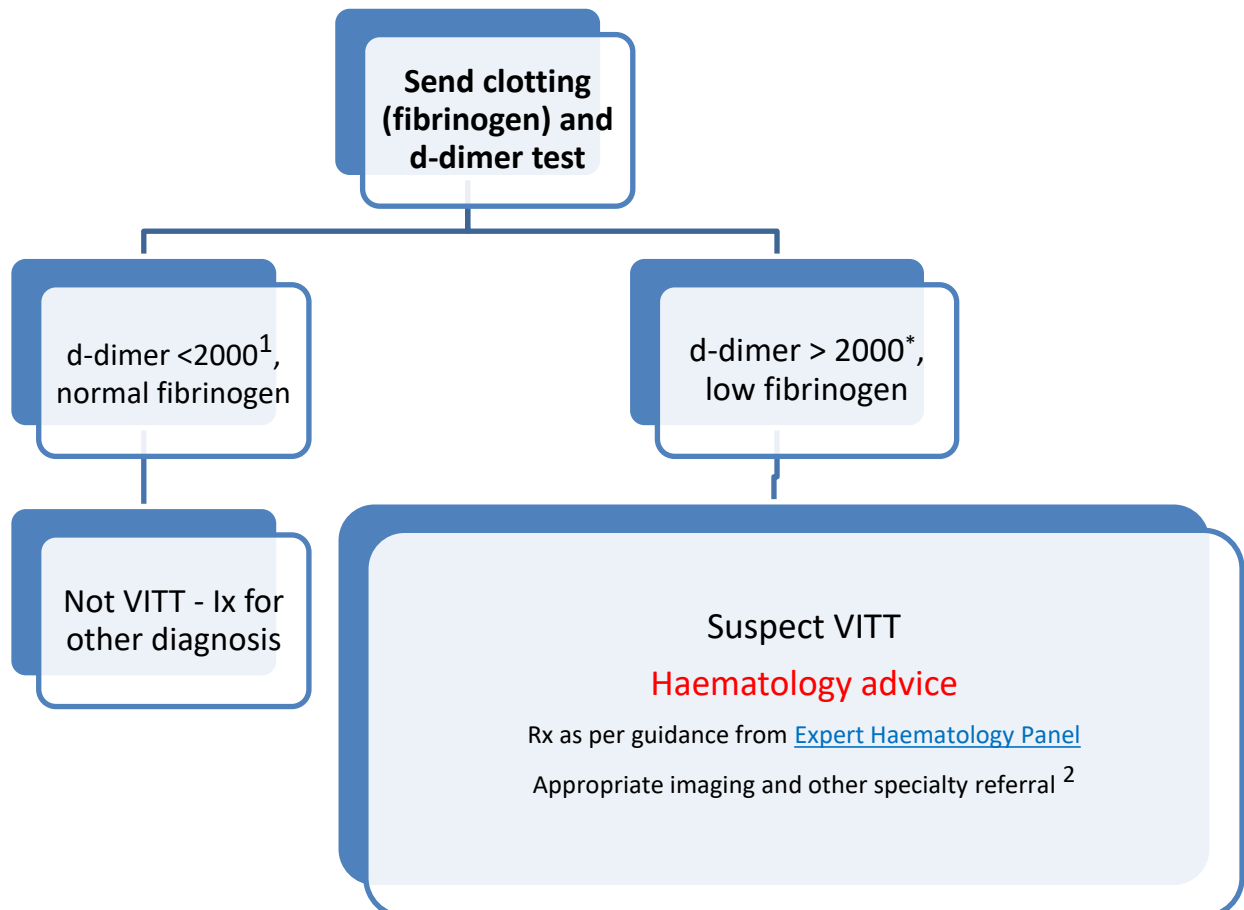 Send clotting
(fibrinogen) and
d-dimer test
d-dimer <2000¹,
normal fibrinogen
d-dimer > 2000*,
low fibrinogen
Not VITT - Ix for
other diagnosis
Suspect VITT
Haematology advice
Rx as per guidance from Expert Haematology Panel
Appropriate imaging and other specialty referral ²